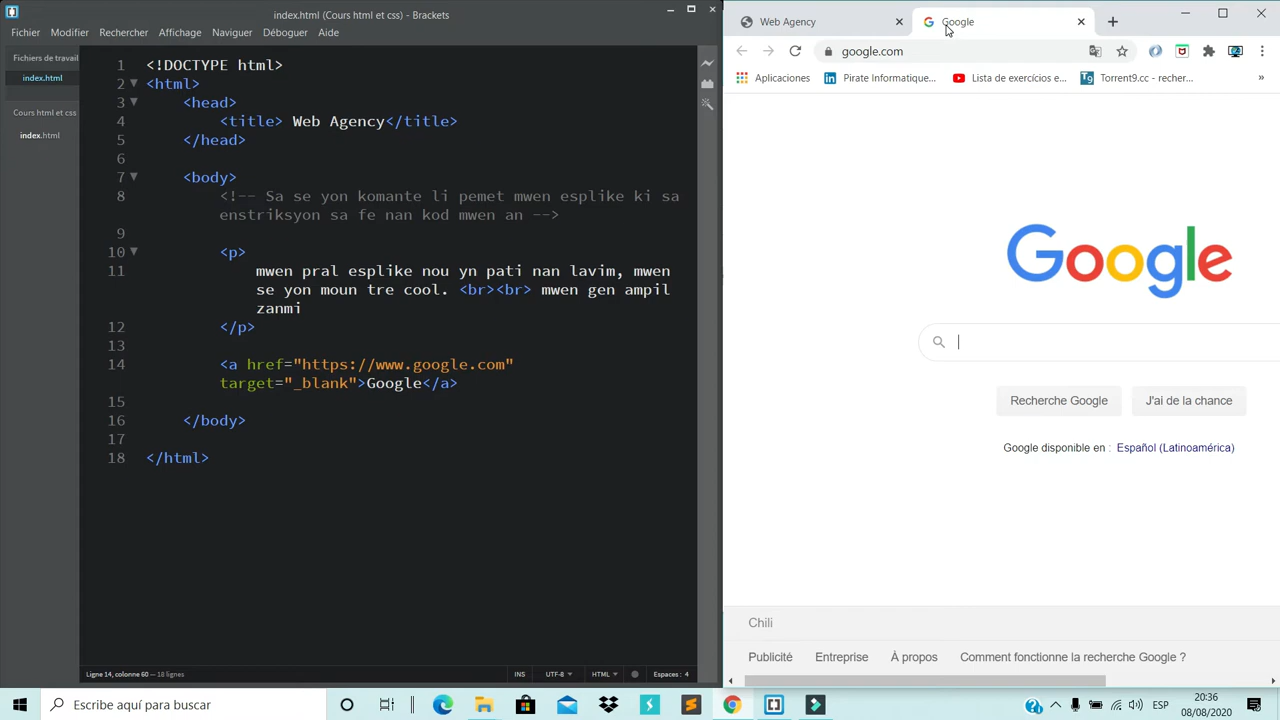 index.html (Cours html et css) - Brackets
Fichier Modifier Rechercher Affichage Naviguer Déboguer Aide
Fichiers de travail
index.html
Cours html et css
index.html
1 <!DOCTYPE html>
2 <html>
3 <head>
4 <title> Web Agency</title>
5 </head>
6
7 <body>
8 <!-- Sa se yon komante li pemet mwen esplike ki sa
enstriksyon sa fe nan kod mwen an -->
9
10 <p>
11 mwen pral esplike nou yn pati nan lavim, mwen
se yon moun tre cool. <br><br> mwen gen ampil
zanmi
12 </p>
13
14 <a href="https://www.google.com"
target="_blank">Google</a>
15
16 </body>
17
18 </html>
Ligne 14, colonne 60 — 18 lignes
INS UTF-8 HTML Espaces : 4
Web Agency
Google
google.com
Aplicaciones Pirate Informatique... Lista de exercícios e... Torrent9.cc - recher... »
Google
Recherche Google J'ai de la chance
Google disponible en : Español (Latinoamérica)
Chili
Publicité Entreprise À propos Comment fonctionne la recherche Google ?
Escribe aquí para buscar
ESP
20:36
08/08/2020